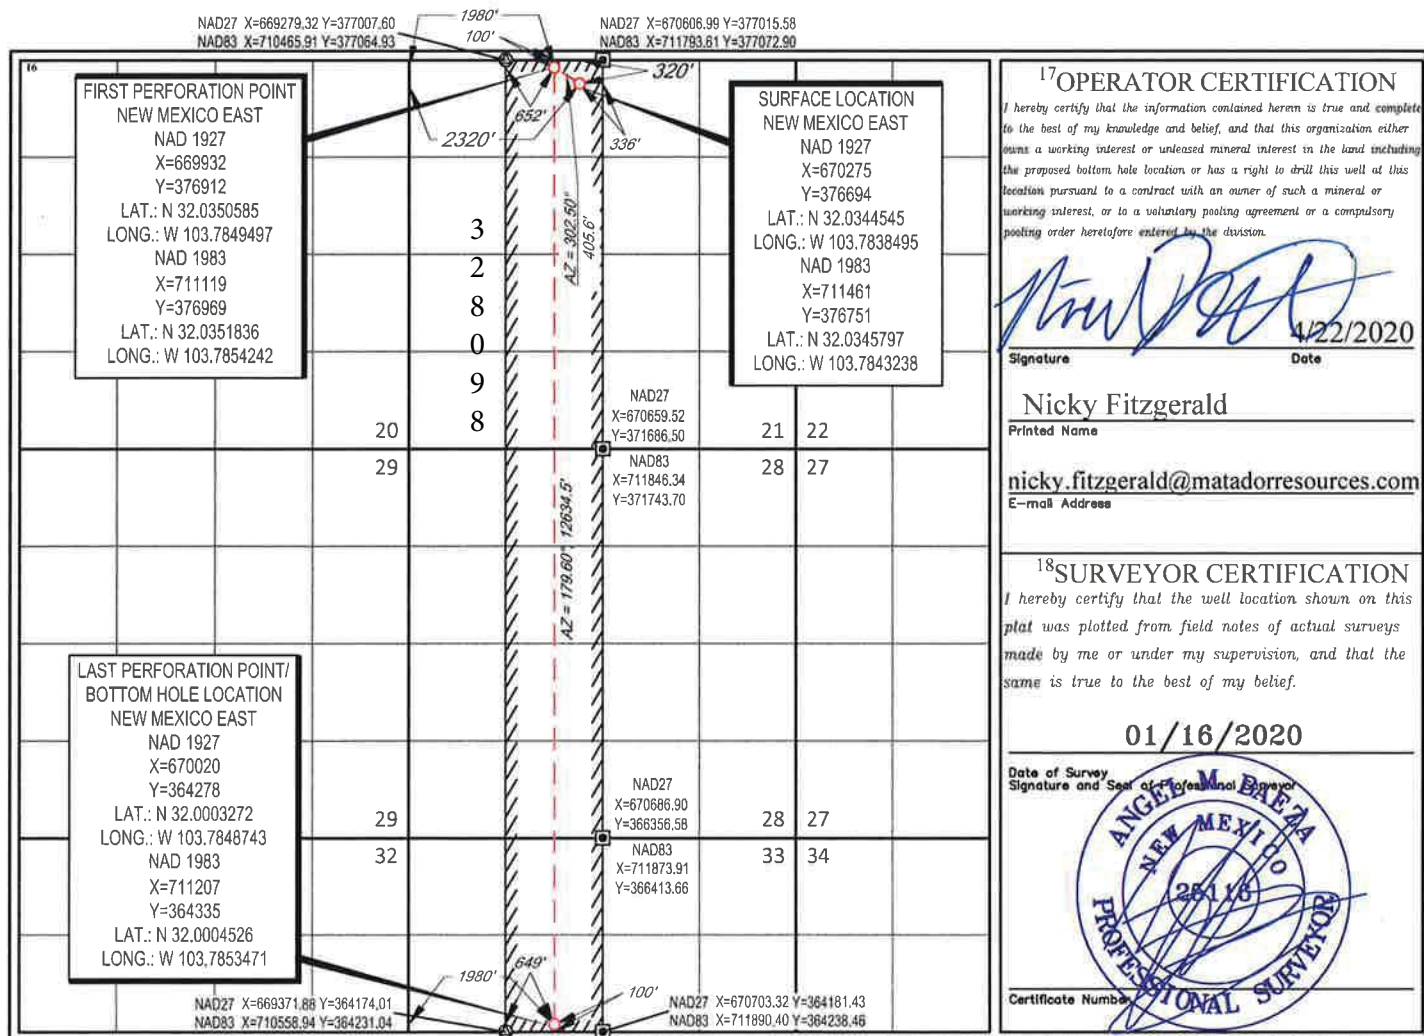 NAD27 X=669279.32 Y=377007.60
NAD83 X=710465.91 Y=377064.93
1980'
100'
NAD27 X=670606.99 Y=377015.58
NAD83 X=711793.61 Y=377072.90
16
FIRST PERFORATION POINT
NEW MEXICO EAST
NAD 1927
X=669932
Y=376912
LAT.: N 32.0350585
LONG.: W 103.7849497
NAD 1983
X=711119
Y=376969
LAT.: N 32.0351836
LONG.: W 103.7854242
2320'
652'
320'
336'
AZ = 302.50°
405.6'
SURFACE LOCATION
NEW MEXICO EAST
NAD 1927
X=670275
Y=376694
LAT.: N 32.0344545
LONG.: W 103.7838495
NAD 1983
X=711461
Y=376751
LAT.: N 32.0345797
LONG.: W 103.7843238
3
2
8
0
9
8
NAD27
X=670659.52
Y=371686.50
20
21 22
29
28 27
NAD83
X=711846.34
Y=371743.70
AZ = 179.60°, 12634.5'
LAST PERFORATION POINT/
BOTTOM HOLE LOCATION
NEW MEXICO EAST
NAD 1927
X=670020
Y=364278
LAT.: N 32.0003272
LONG.: W 103.7848743
NAD 1983
X=711207
Y=364335
LAT.: N 32.0004526
LONG.: W 103.7853471
NAD27
X=670686.90
Y=366356.58
29
28 27
32
33 34
NAD83
X=711873.91
Y=366413.66
1980'
649'
100'
NAD27 X=669371.88 Y=364174.01
NAD83 X=710558.94 Y=364231.04
NAD27 X=670703.32 Y=364181.43
NAD83 X=711890.40 Y=364238.46
17 OPERATOR CERTIFICATION
I hereby certify that the information contained herein is true and complete
to the best of my knowledge and belief, and that this organization either
owns a working interest or unleased mineral interest in the land including
the proposed bottom hole location or has a right to drill this well at this
location pursuant to a contract with an owner of such a mineral or
working interest, or to a voluntary pooling agreement or a compulsory
pooling order heretofore entered by the division.
4/22/2020
Signature Date
Nicky Fitzgerald
Printed Name
nicky.fitzgerald@matadorresources.com
E-mail Address
18 SURVEYOR CERTIFICATION
I hereby certify that the well location shown on this
plat was plotted from field notes of actual surveys
made by me or under my supervision, and that the
same is true to the best of my belief.
01/16/2020
Date of Survey
Signature and Seal of Professional Surveyor
ANGEL M. BAEZA
NEW MEXICO
25116
PROFESSIONAL SURVEYOR
Certificate Number